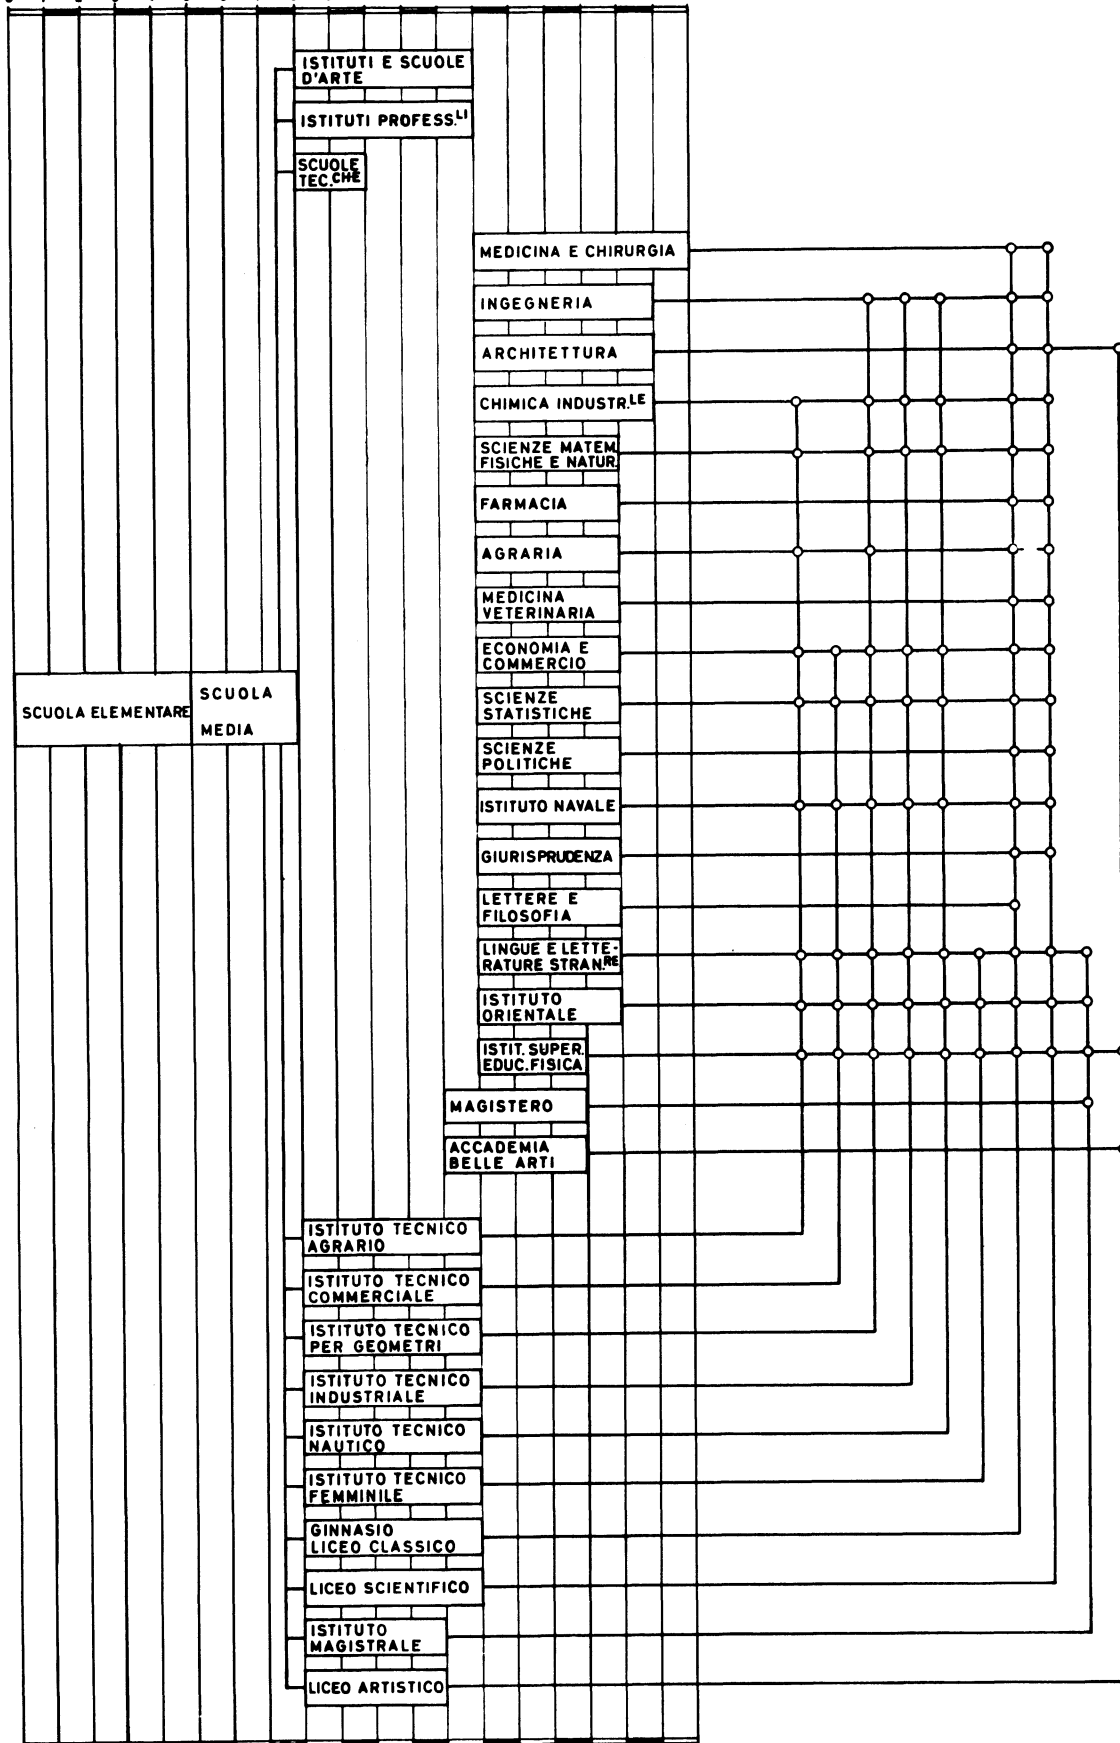 ISTITUTI E SCUOLE
D'ARTE
ISTITUTI PROFESS.LI
SCUOLE
TEC.CHE
MEDICINA E CHIRURGIA
INGEGNERIA
ARCHITETTURA
CHIMICA INDUSTR.LE
SCIENZE MATEM.
FISICHE E NATUR.
FARMACIA
AGRARIA
MEDICINA
VETERINARIA
ECONOMIA E
COMMERCIO
SCUOLA ELEMENTARE
SCUOLA
MEDIA
SCIENZE
STATISTICHE
SCIENZE
POLITICHE
ISTITUTO NAVALE
GIURISPRUDENZA
LETTERE E
FILOSOFIA
LINGUE E LETTE-
RATURE STRAN.RE
ISTITUTO
ORIENTALE
ISTIT. SUPER.
EDUC. FISICA
MAGISTERO
ACCADEMIA
BELLE ARTI
ISTITUTO TECNICO
AGRARIO
ISTITUTO TECNICO
COMMERCIALE
ISTITUTO TECNICO
PER GEOMETRI
ISTITUTO TECNICO
INDUSTRIALE
ISTITUTO TECNICO
NAUTICO
ISTITUTO TECNICO
FEMMINILE
GINNASIO
LICEO CLASSICO
LICEO SCIENTIFICO
ISTITUTO
MAGISTRALE
LICEO ARTISTICO